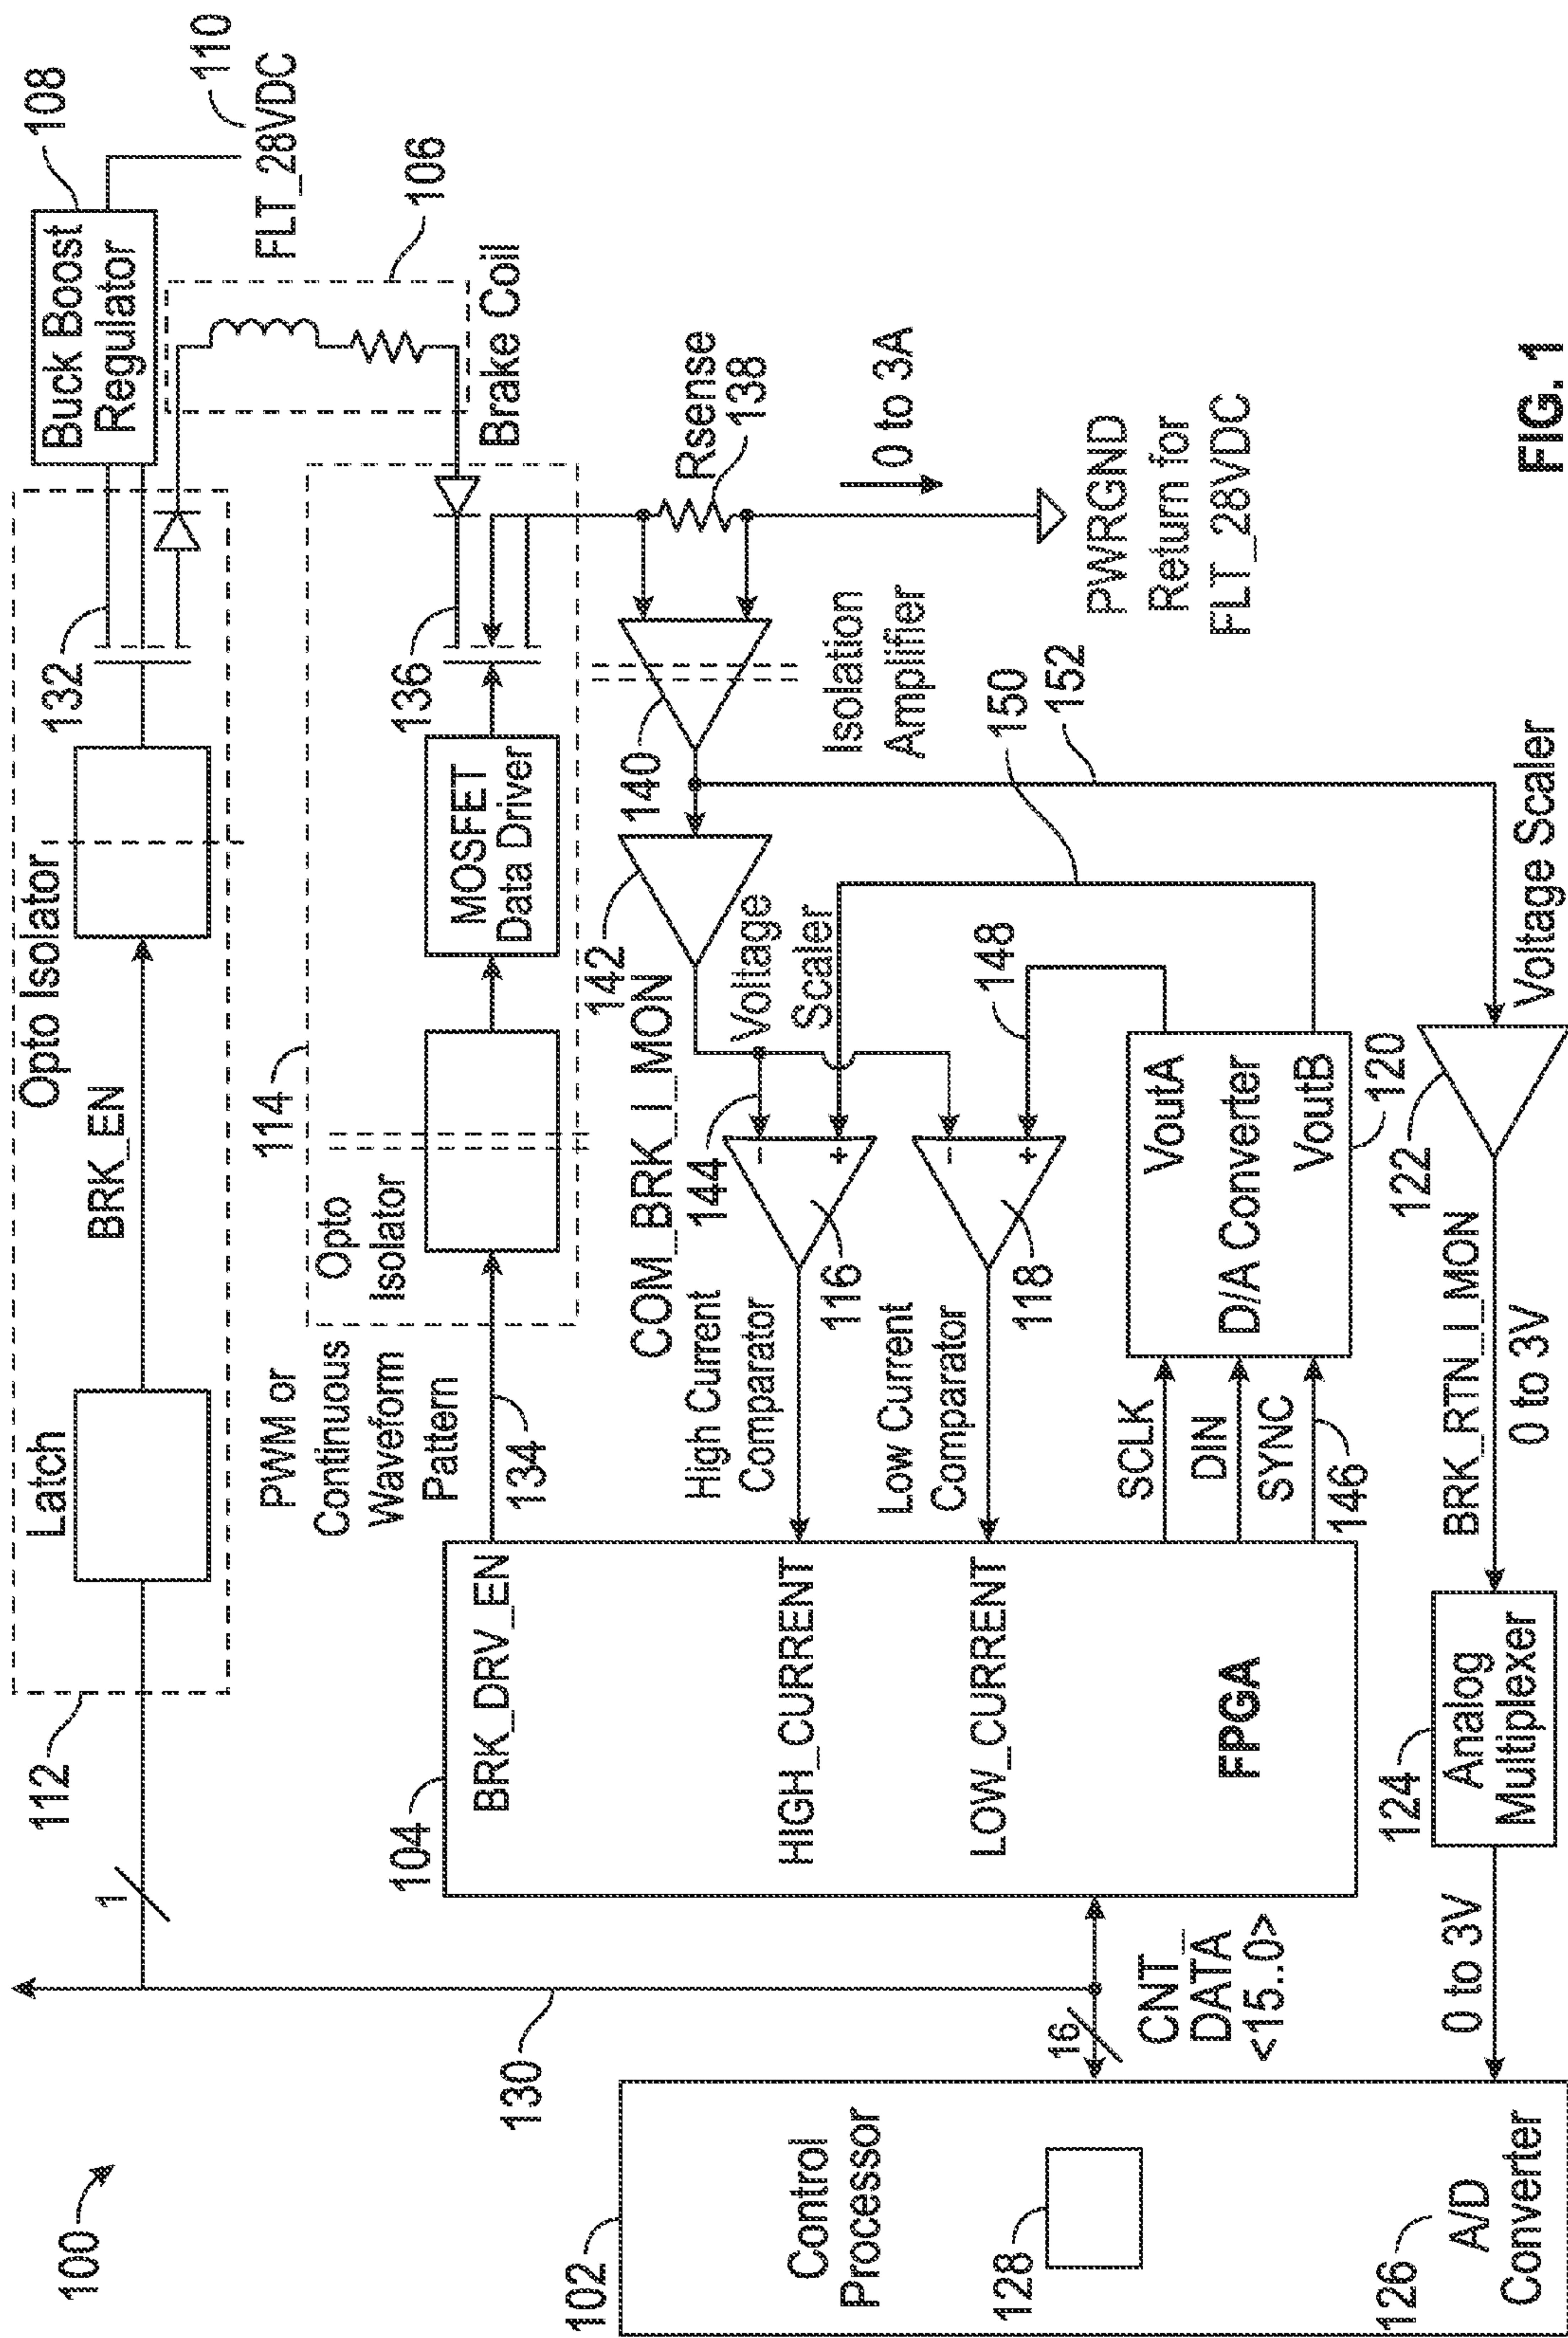 100
102
Control
Processor
128
126
A/D
Converter
130
16
CNT_
DATA
<15..0>
0 to 3V
1
112
Latch
BRK_EN
Opto Isolator
132
Buck Boost
Regulator
108
110
FLT_28VDC
106
Brake Coil
104
BRK_DRV_EN
HIGH_CURRENT
LOW_CURRENT
FPGA
PWM or
Continuous
Waveform
Pattern
134
114
Opto
Isolator
MOSFET
Data Driver
136
High Current
Comparator
116
Low Current
Comparator
118
COM_BRK_I_MON
144
-
+
-
+
142
Voltage
Scaler
140
Isolation
Amplifier
Rsense
138
0 to 3A
PWRGND
Return for
FLT_28VDC
148
150
152
SCLK
DIN
SYNC
146
VoutA
D/A Converter
VoutB
120
124
Analog
Multiplexer
BRK_RTN_I_MON
0 to 3V
122
Voltage Scaler
FIG. 1